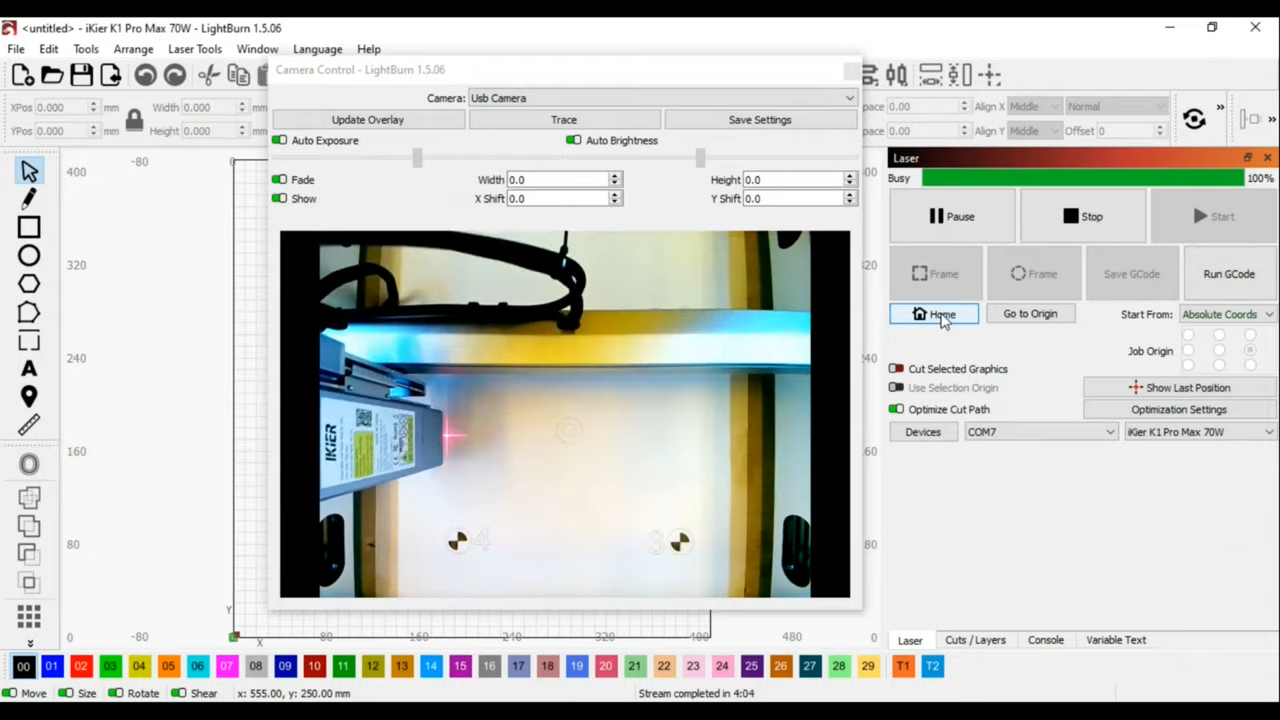 <untitled> - iKier K1 Pro Max 70W - LightBurn 1.5.06
File Edit Tools Arrange Laser Tools Window Language Help
Camera Control - LightBurn 1.5.06
Camera: Usb Camera
XPos 0.000 mm Width 0.000 mm
YPos 0.000 mm Height 0.000 mm
pace 0.00 Align X Middle Normal
pace 0.00 Align Y Middle Offset 0
Update Overlay Trace Save Settings
Auto Exposure Auto Brightness
Fade Width 0.0 Height 0.0
Show X Shift 0.0 Y Shift 0.0
-80 0
400
320
240
160
80
0
IKIER
4 3
Y
X
-80 80 160 240 320 400 480 0
00
320
240
160
80
Laser
Busy 100%
Pause Stop Start
Frame Frame Save GCode Run GCode
Home Go to Origin Start From: Absolute Coords
Job Origin
Cut Selected Graphics
Use Selection Origin Show Last Position
Optimize Cut Path Optimization Settings
Devices COM7 iKier K1 Pro Max 70W
Laser Cuts / Layers Console Variable Text
00 01 02 03 04 05 06 07 08 09 10 11 12 13 14 15 16 17 18 19 20 21 22 23 24 25 26 27 28 29 T1 T2
Move Size Rotate Shear x: 555.00, y: 250.00 mm Stream completed in 4:04